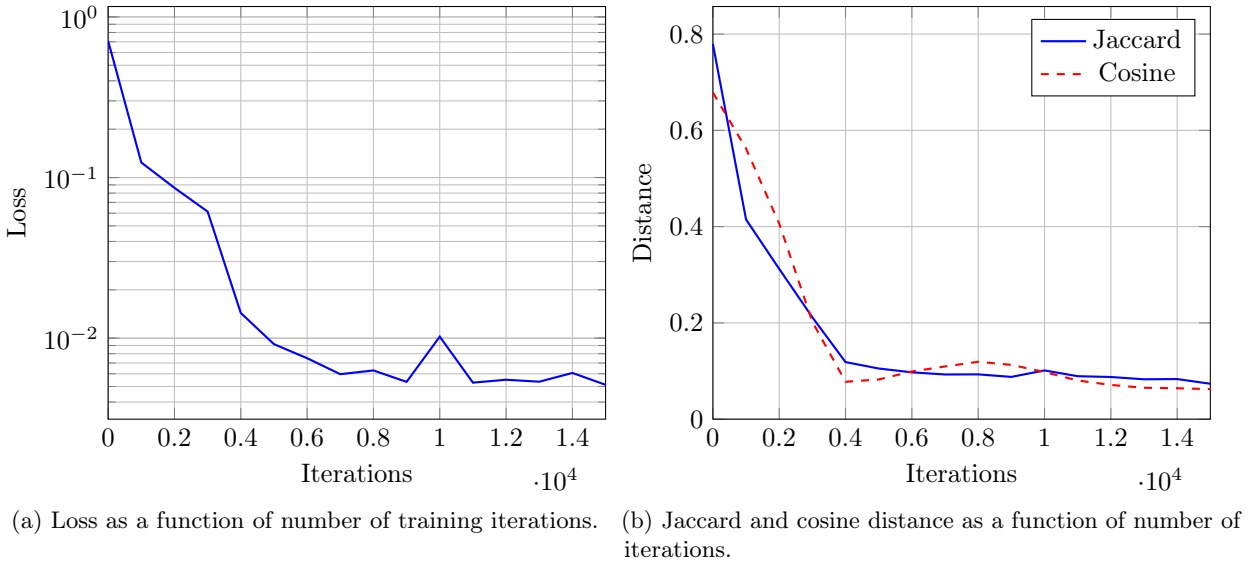 10^0
10^-1
10^-2
Loss
0 0.2 0.4 0.6 0.8 1 1.2 1.4
Iterations
·10^4
(a) Loss as a function of number of training iterations.
0.8
0.6
0.4
0.2
0
Distance
Jaccard
Cosine
0 0.2 0.4 0.6 0.8 1 1.2 1.4
Iterations
·10^4
(b) Jaccard and cosine distance as a function of number of
iterations.